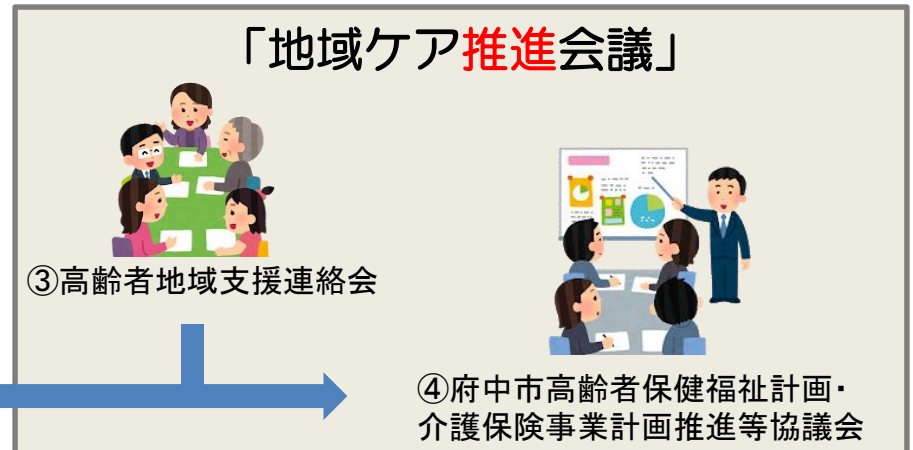 「地域ケア推進会議」
③高齢者地域支援連絡会
④府中市高齢者保健福祉計画・
介護保険事業計画推進等協議会